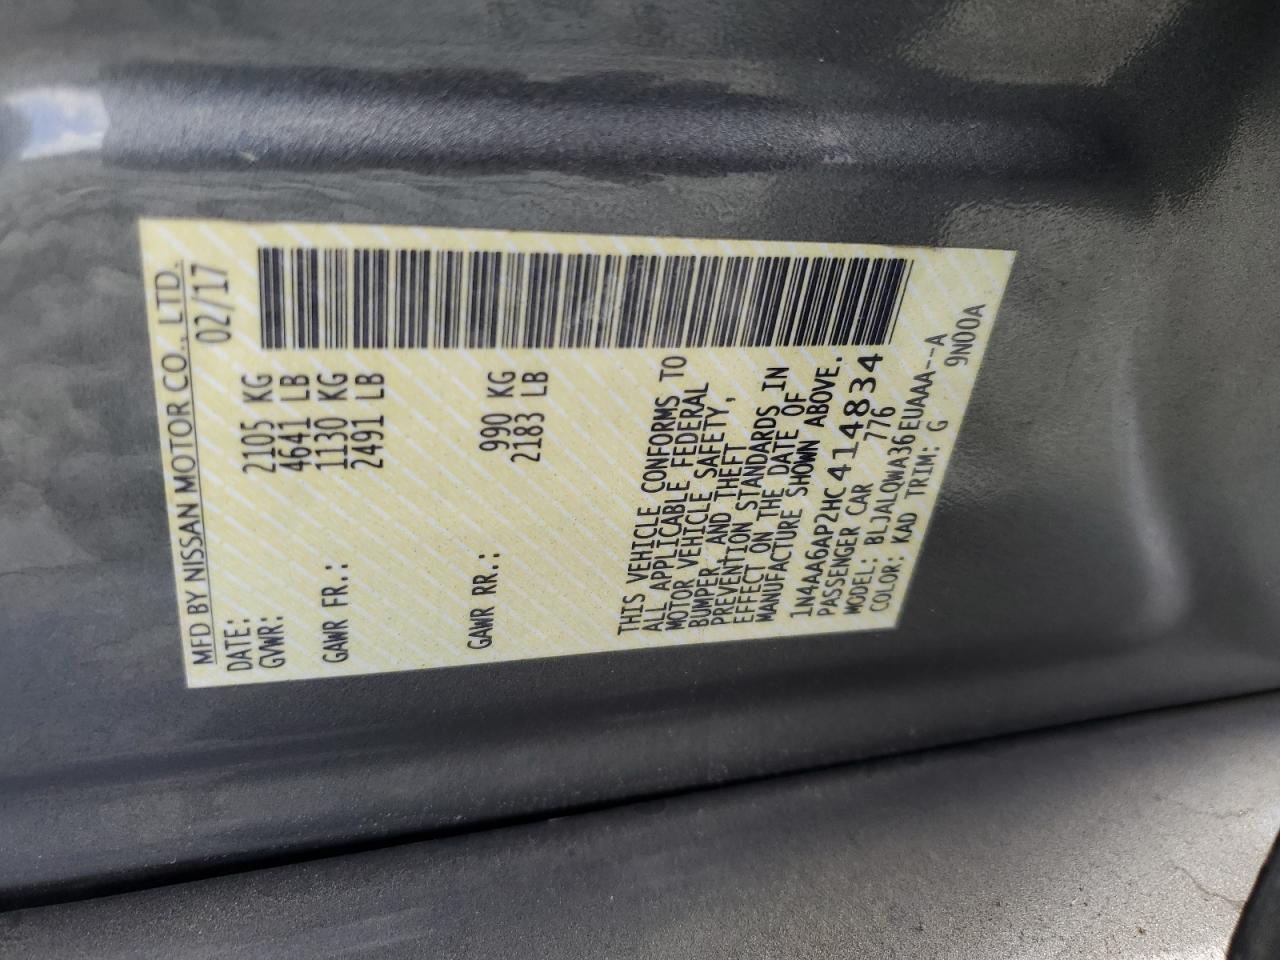 MFD BY NISSAN MOTOR CO., LTD.
DATE: 02/17
GVWR: 2105 KG
4641 LB
GAWR FR.: 1130 KG
2491 LB
GAWR RR.: 990 KG
2183 LB
THIS VEHICLE CONFORMS TO
ALL APPLICABLE FEDERAL
MOTOR VEHICLE SAFETY,
BUMPER, AND THEFT
PREVENTION STANDARDS IN
EFFECT ON THE DATE OF
MANUFACTURE SHOWN ABOVE.
1N4AA6AP2HC414834
PASSENGER CAR 776
MODEL: BLJALQWA36EUAAA--A
COLOR: KAD TRIM: G 9N00A